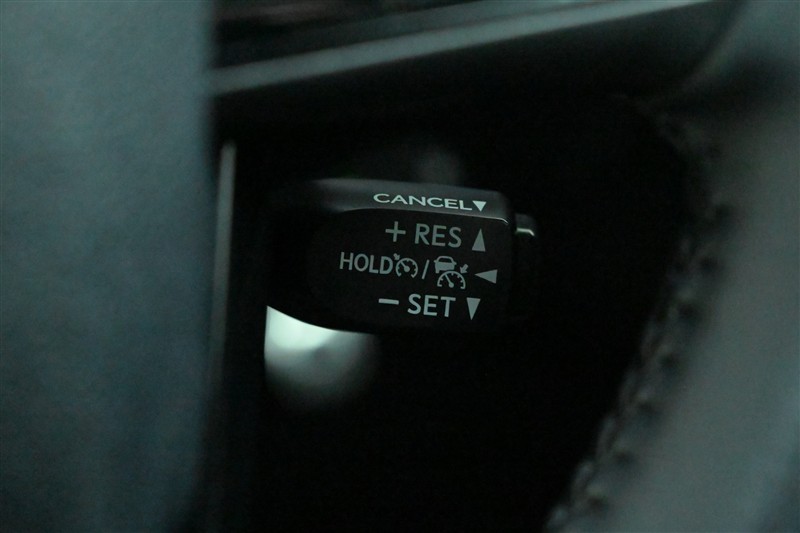 CANCEL▼
+ RES ▲
HOLD / ◀
− SET ▼